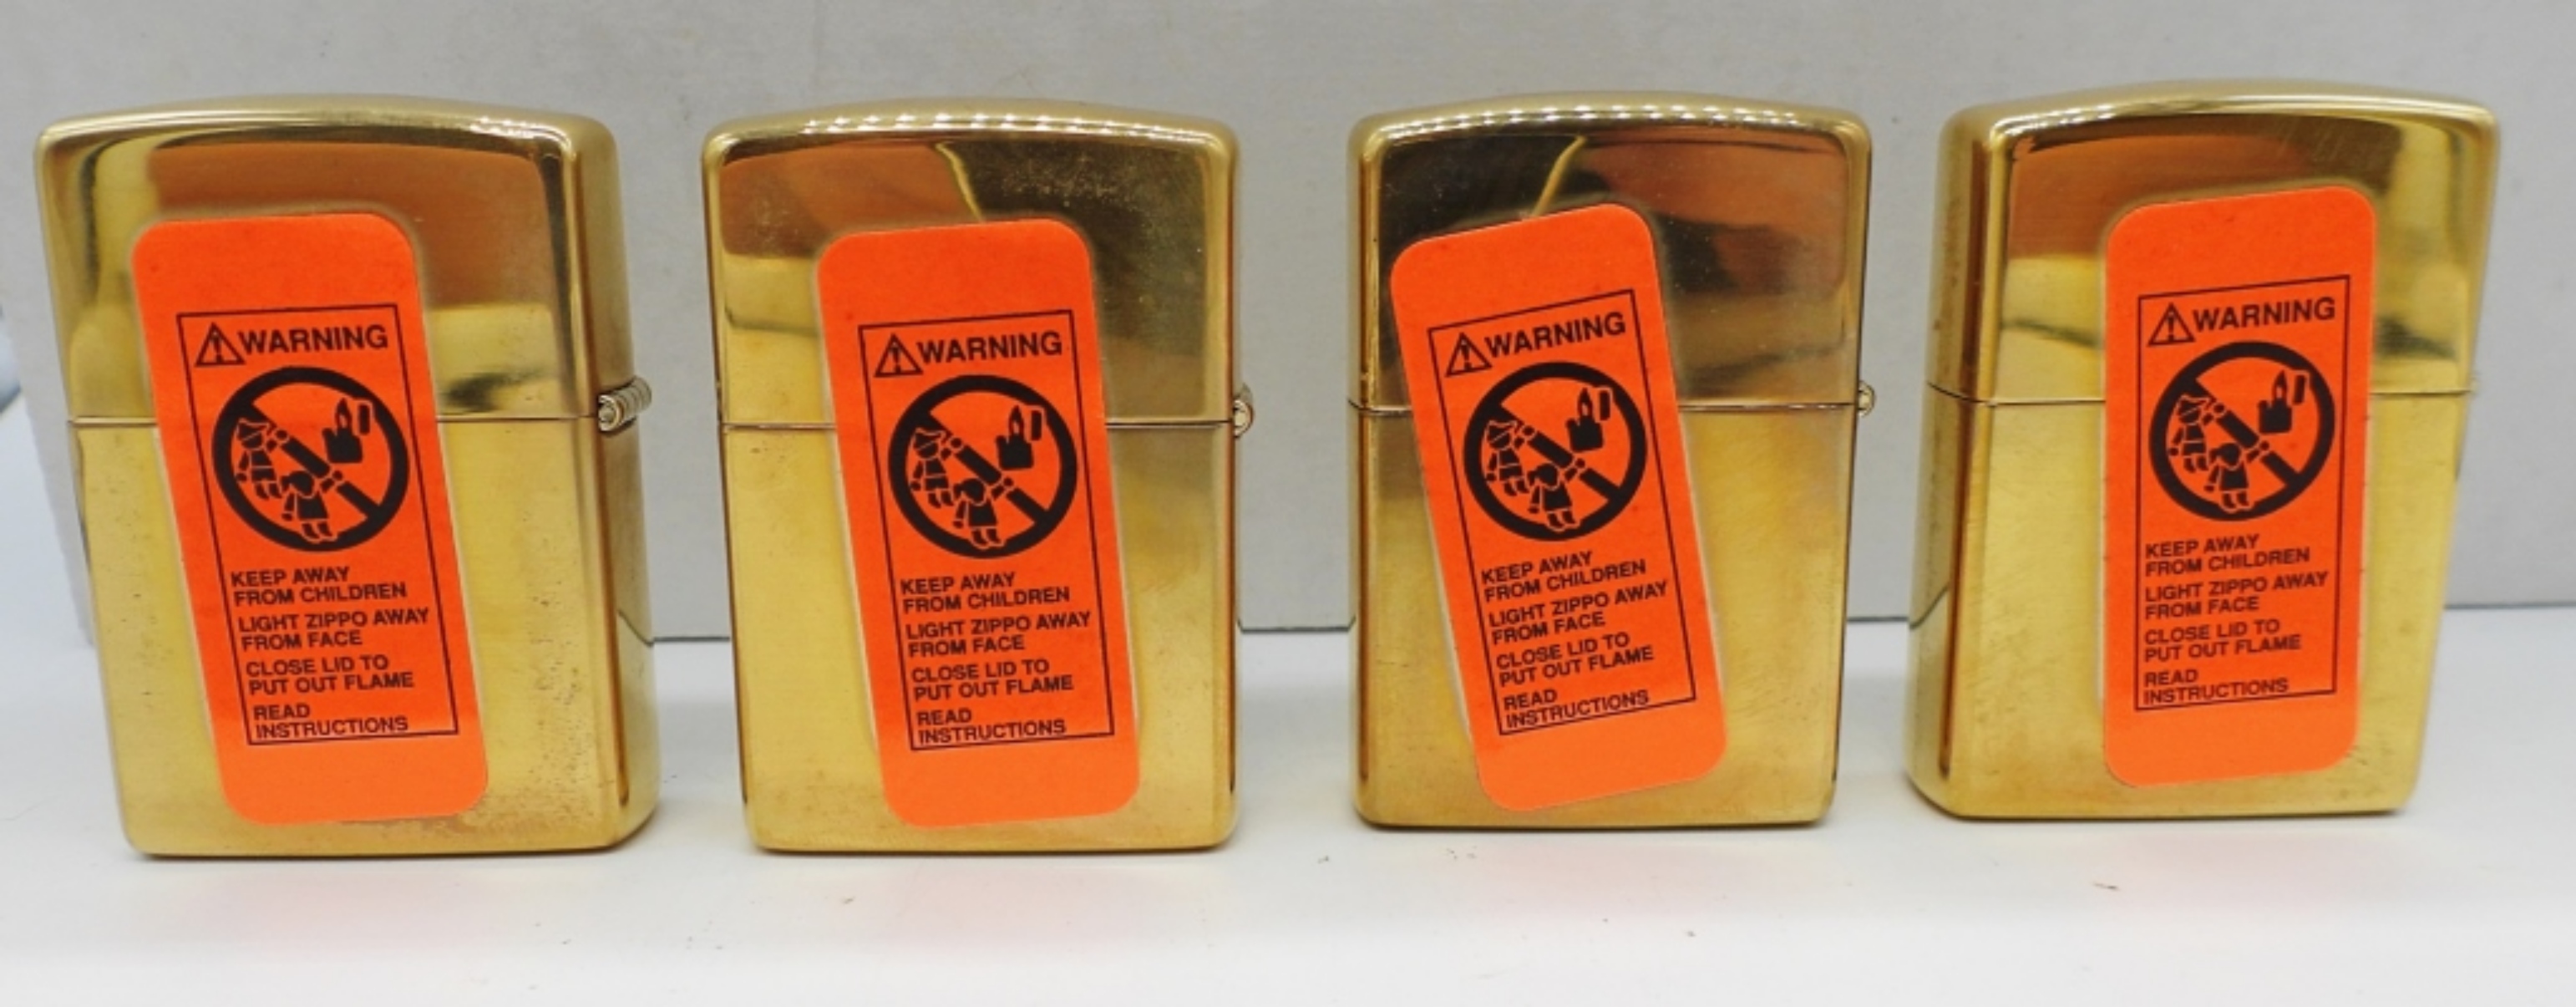 WARNING
KEEP AWAY
FROM CHILDREN
LIGHT ZIPPO AWAY
FROM FACE
CLOSE LID TO
PUT OUT FLAME
READ
INSTRUCTIONS
WARNING
KEEP AWAY
FROM CHILDREN
LIGHT ZIPPO AWAY
FROM FACE
CLOSE LID TO
PUT OUT FLAME
READ
INSTRUCTIONS
WARNING
KEEP AWAY
FROM CHILDREN
LIGHT ZIPPO AWAY
FROM FACE
CLOSE LID TO
PUT OUT FLAME
READ
INSTRUCTIONS
WARNING
KEEP AWAY
FROM CHILDREN
LIGHT ZIPPO AWAY
FROM FACE
CLOSE LID TO
PUT OUT FLAME
READ
INSTRUCTIONS